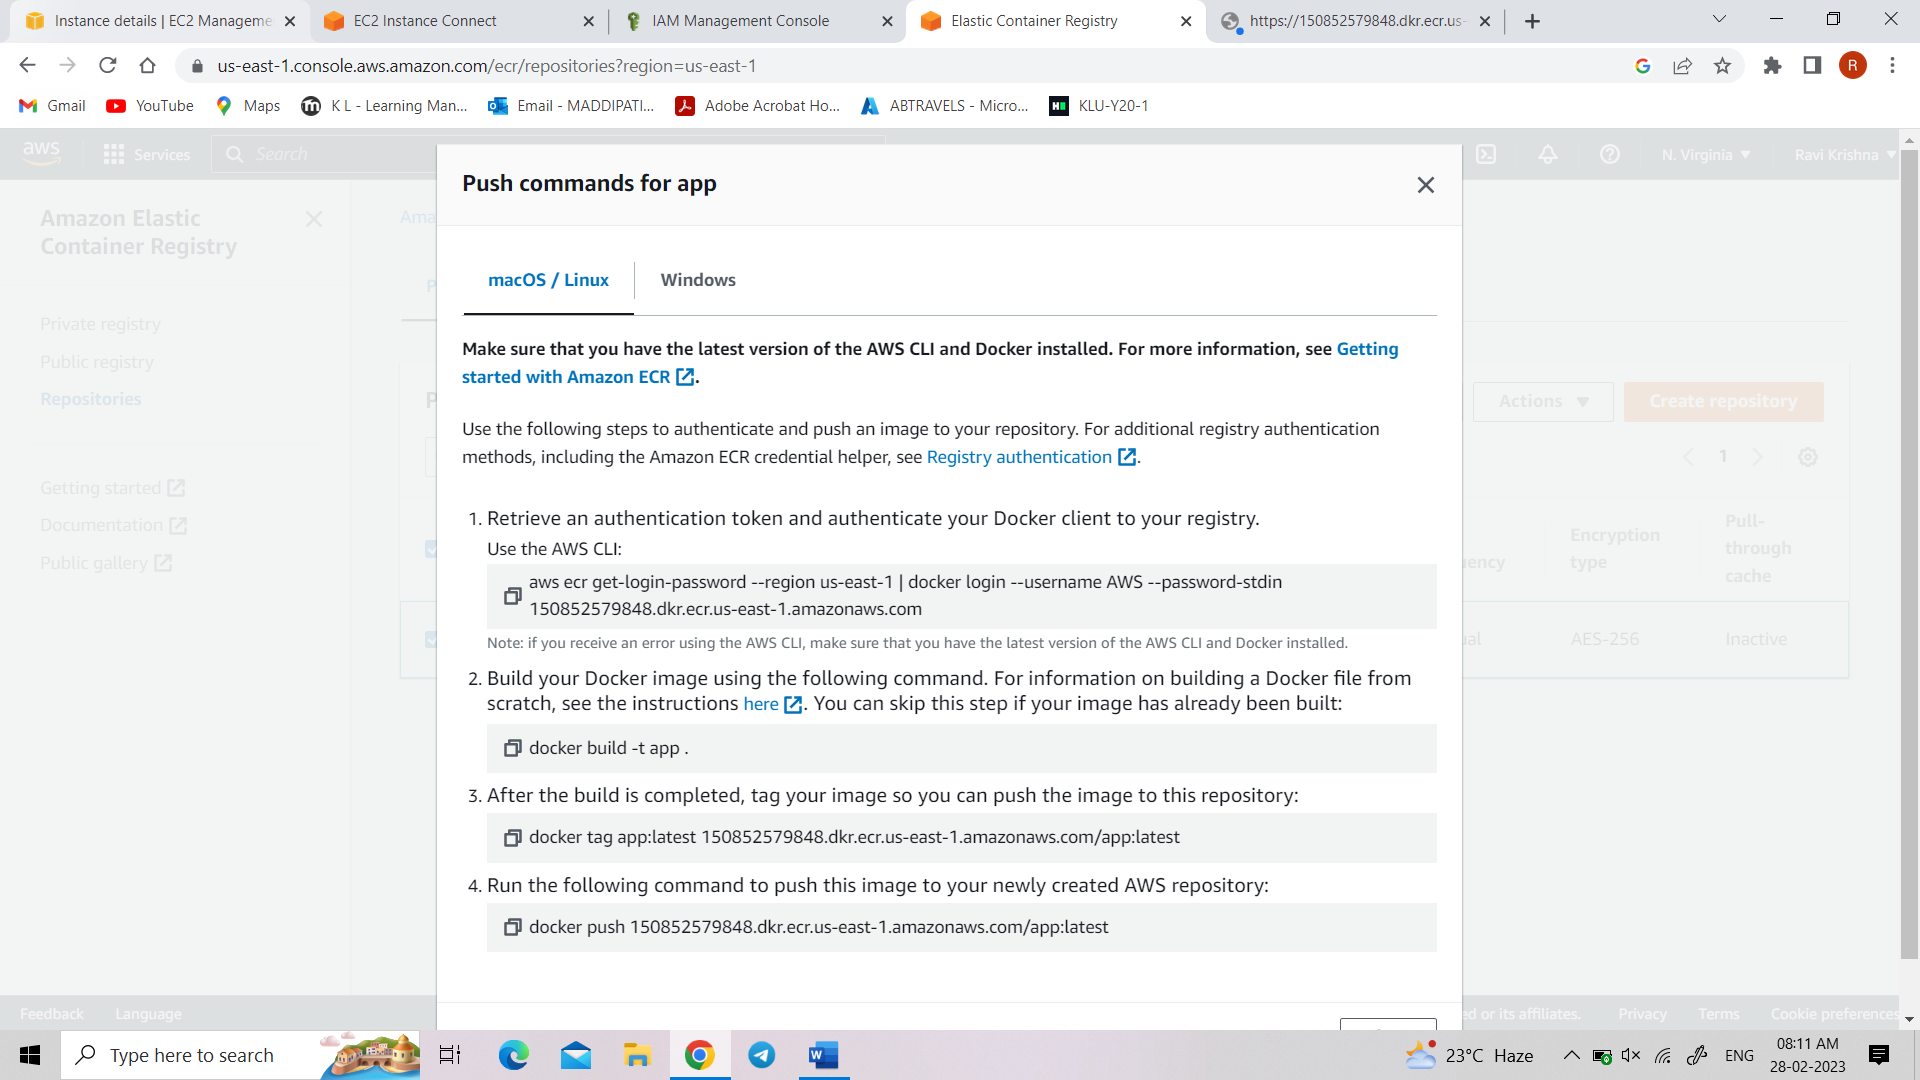 Instance details | EC2 Manageme
EC2 Instance Connect
IAM Management Console
Elastic Container Registry
https://150852579848.dkr.ecr.us-
us-east-1.console.aws.amazon.com/ecr/repositories?region=us-east-1
R
Gmail
YouTube
Maps
K L - Learning Man...
Email - MADDIPATI...
Adobe Acrobat Ho...
ABTRAVELS - Micro...
KLU-Y20-1
aws
Services
Search
N. Virginia
Ravi Krishna
Amazon Elastic
Container Registry
Private registry
Public registry
Repositories
Getting started
Documentation
Public gallery
Ama
P
P
Push commands for app
macOS / Linux
Windows
Make sure that you have the latest version of the AWS CLI and Docker installed. For more information, see Getting
started with Amazon ECR.
Use the following steps to authenticate and push an image to your repository. For additional registry authentication
methods, including the Amazon ECR credential helper, see Registry authentication.
1. Retrieve an authentication token and authenticate your Docker client to your registry.
Use the AWS CLI:
aws ecr get-login-password --region us-east-1 | docker login --username AWS --password-stdin
150852579848.dkr.ecr.us-east-1.amazonaws.com
Note: if you receive an error using the AWS CLI, make sure that you have the latest version of the AWS CLI and Docker installed.
2. Build your Docker image using the following command. For information on building a Docker file from
scratch, see the instructions here. You can skip this step if your image has already been built:
docker build -t app .
3. After the build is completed, tag your image so you can push the image to this repository:
docker tag app:latest 150852579848.dkr.ecr.us-east-1.amazonaws.com/app:latest
4. Run the following command to push this image to your newly created AWS repository:
docker push 150852579848.dkr.ecr.us-east-1.amazonaws.com/app:latest
Actions
Create repository
1
uency
Encryption
type
Pull-
through
cache
ual
AES-256
Inactive
Feedback
Language
ed or its affiliates.
Privacy
Terms
Cookie preferences
Type here to search
23°C Haze
ENG
08:11 AM
28-02-2023